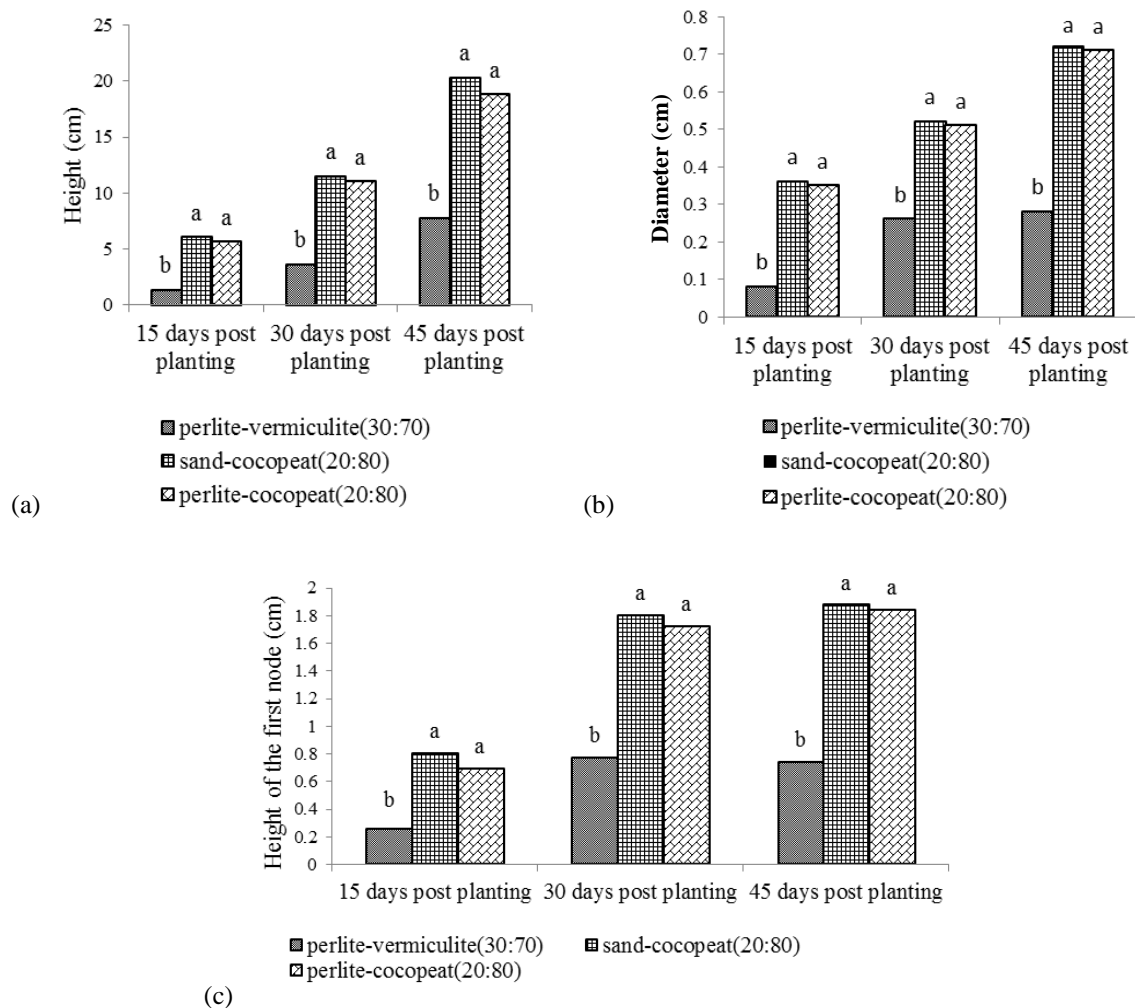 Height (cm)
25
20
15
10
5
0
b
a
a
b
a
a
b
a
a
15 days post
planting
30 days post
planting
45 days post
planting
perlite-vermiculite(30:70)
sand-cocopeat(20:80)
perlite-cocopeat(20:80)
(a)
Diameter (cm)
0.8
0.7
0.6
0.5
0.4
0.3
0.2
0.1
0
b
a
a
b
a
a
b
a
a
15 days post
planting
30 days post
planting
45 days post
planting
perlite-vermiculite(30:70)
sand-cocopeat(20:80)
perlite-cocopeat(20:80)
(b)
Height of the first node (cm)
2
1.8
1.6
1.4
1.2
1
0.8
0.6
0.4
0.2
0
b
a
a
b
a
a
b
a
a
15 days post planting
30 days post planting
45 days post planting
perlite-vermiculite(30:70)
sand-cocopeat(20:80)
perlite-cocopeat(20:80)
(c)